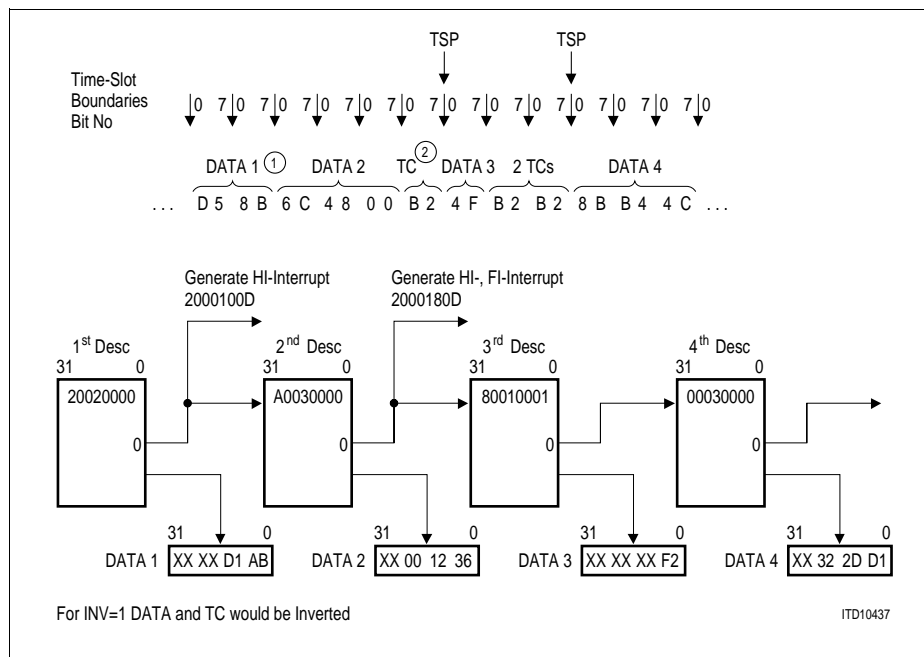 TSP TSP
Time-Slot
Boundaries
Bit No
0 7 0 7 0 7 0 7 0 7 0 7 0 7 0 7 0 7 0 7 0 7 0 7 0
DATA 1 1 DATA 2 TC 2 DATA 3 2 TCs DATA 4
... D 5 8 B 6 C 4 8 0 0 B 2 4 F B 2 B 2 8 B B 4 4 C ...
Generate HI-Interrupt
2000100D
Generate HI-, FI-Interrupt
2000180D
1st Desc 2nd Desc 3rd Desc 4th Desc
31 0 31 0 31 0 31 0
20020000 A0030000 80010001 00030000
0 0 0 0
31 0 31 0 31 0 31 0
DATA 1 XX XX D1 AB DATA 2 XX 00 12 36 DATA 3 XX XX XX F2 DATA 4 XX 32 2D D1
For INV=1 DATA and TC would be Inverted
ITD10437